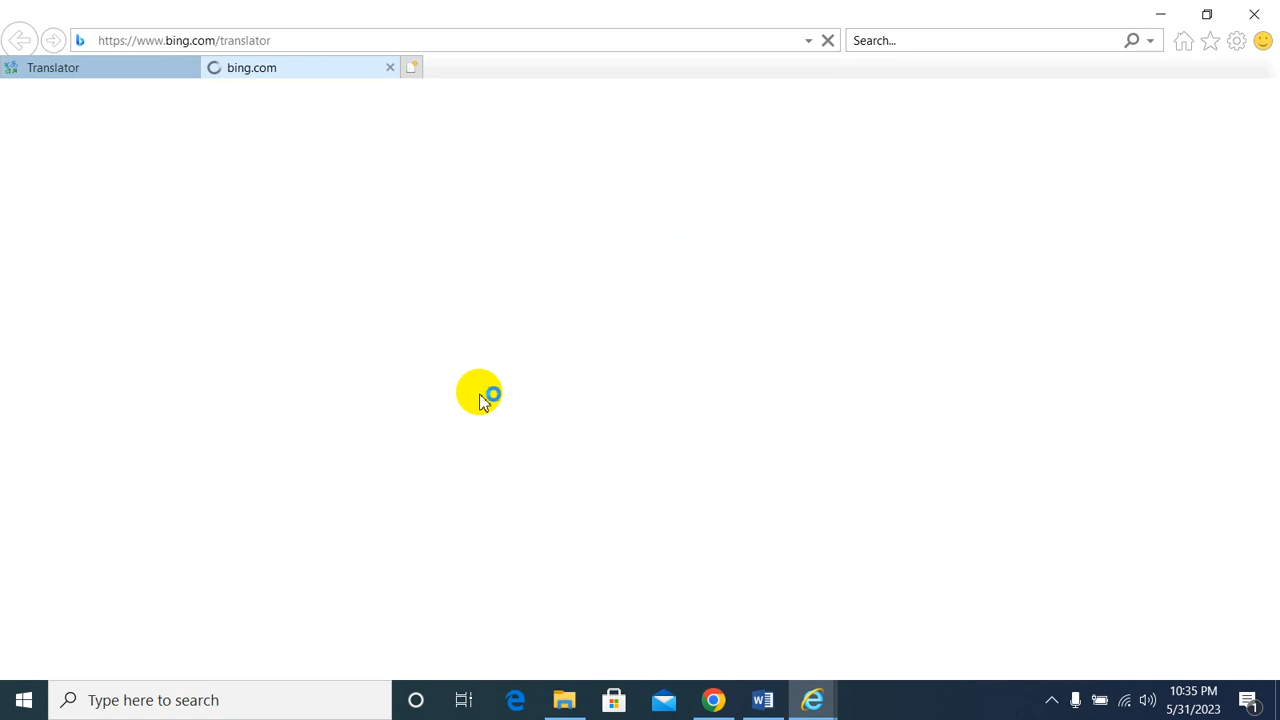 https://www.bing.com/translator
Search...
Translator
bing.com
Type here to search
10:35 PM
5/31/2023
1